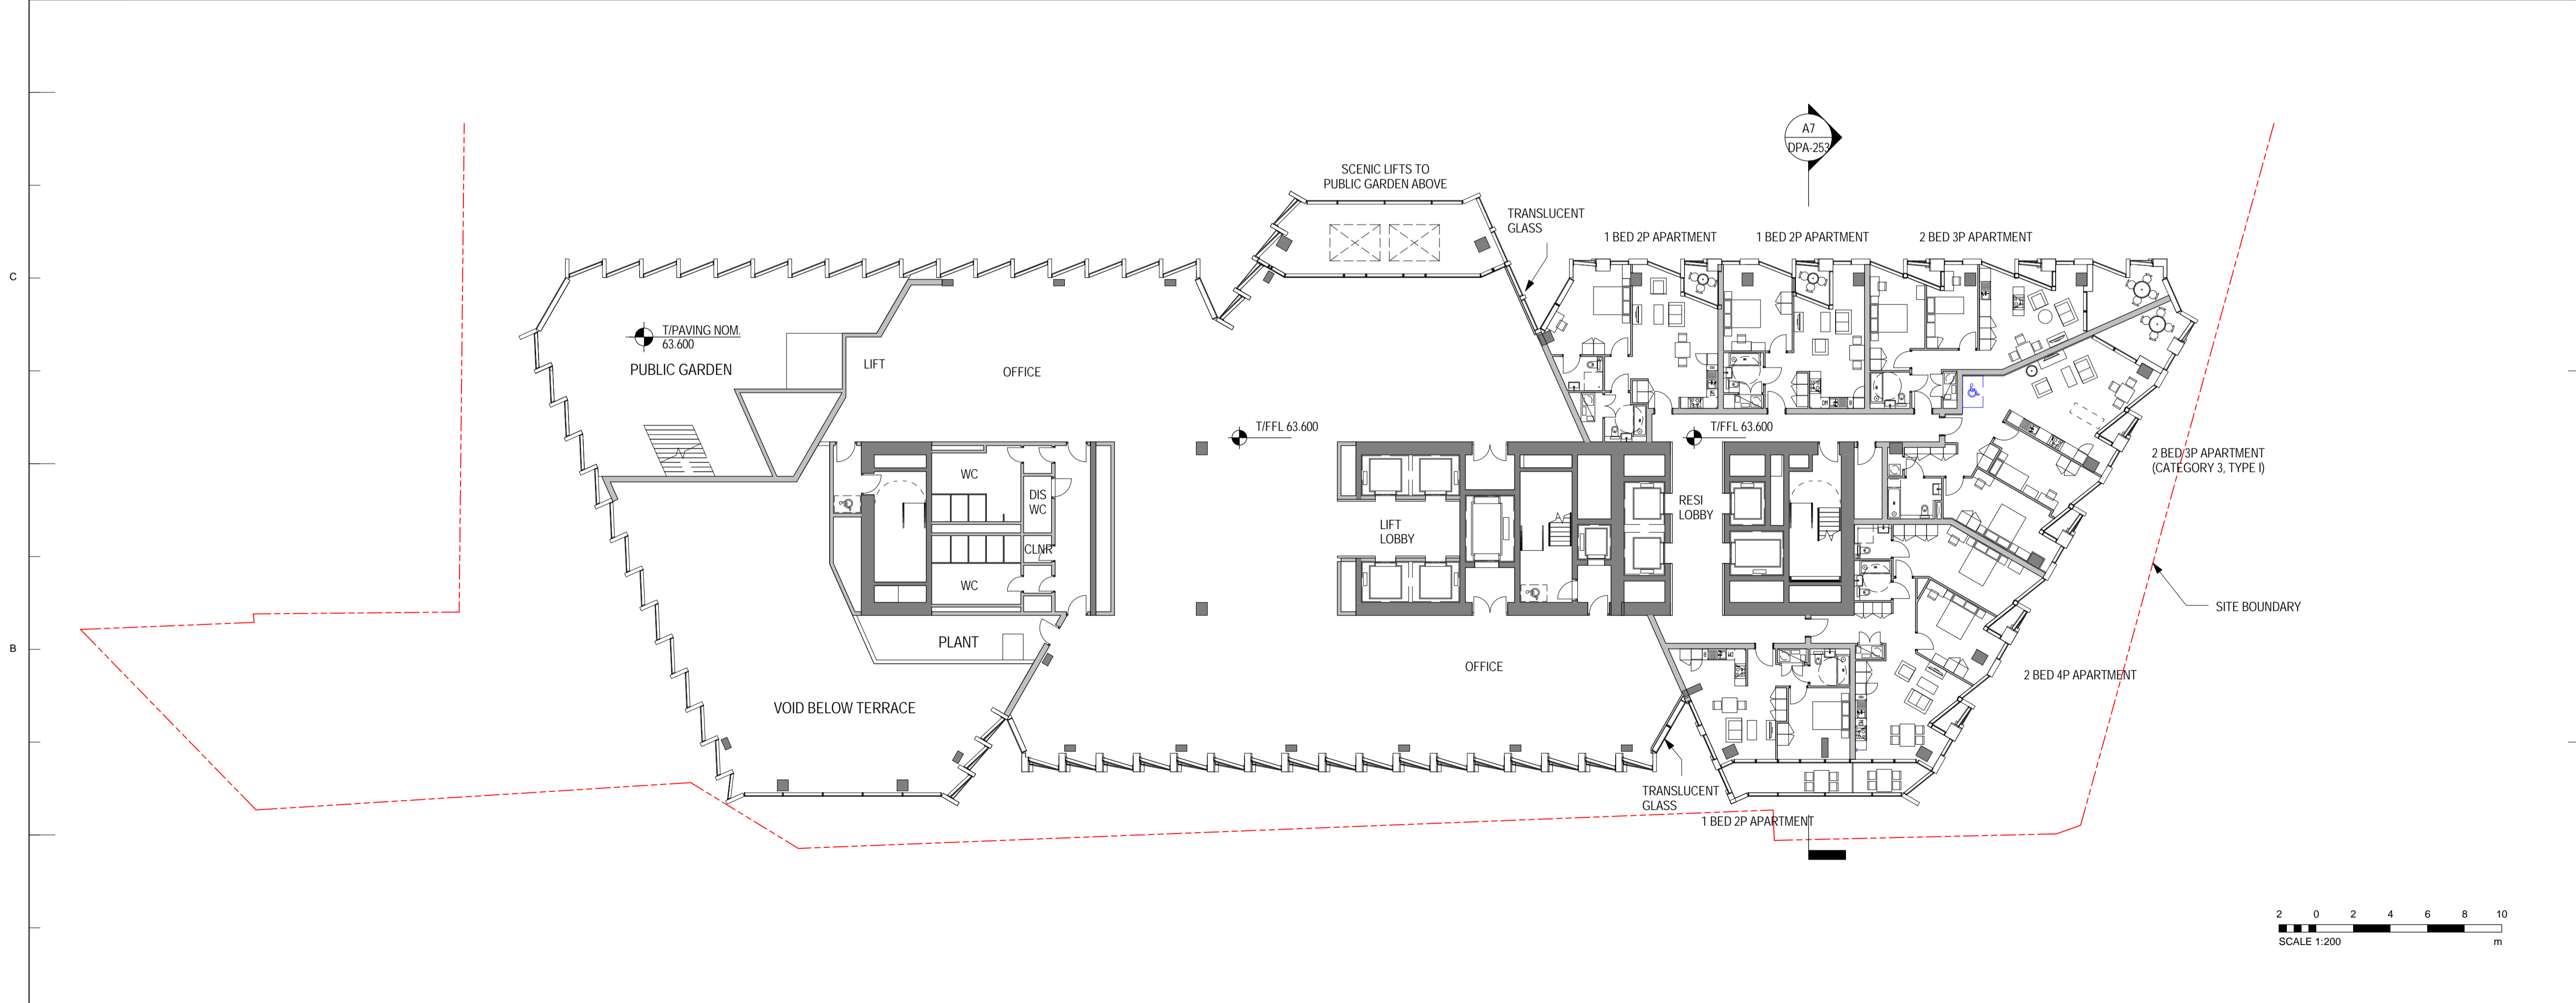 A7
DPA-253
SCENIC LIFTS TO
PUBLIC GARDEN ABOVE
TRANSLUCENT
GLASS
1 BED 2P APARTMENT
1 BED 2P APARTMENT
2 BED 3P APARTMENT
C
T/PAVING NOM.
63.600
PUBLIC GARDEN
LIFT
OFFICE
T/FFL 63.600
T/FFL 63.600
2 BED 3P APARTMENT
(CATEGORY 3, TYPE I)
WC
DIS
WC
LIFT
LOBBY
RESI
LOBBY
CLNR
WC
SITE BOUNDARY
B
PLANT
OFFICE
2 BED 4P APARTMENT
VOID BELOW TERRACE
TRANSLUCENT
GLASS
1 BED 2P APARTMENT
2 0 2 4 6 8 10
SCALE 1:200 m